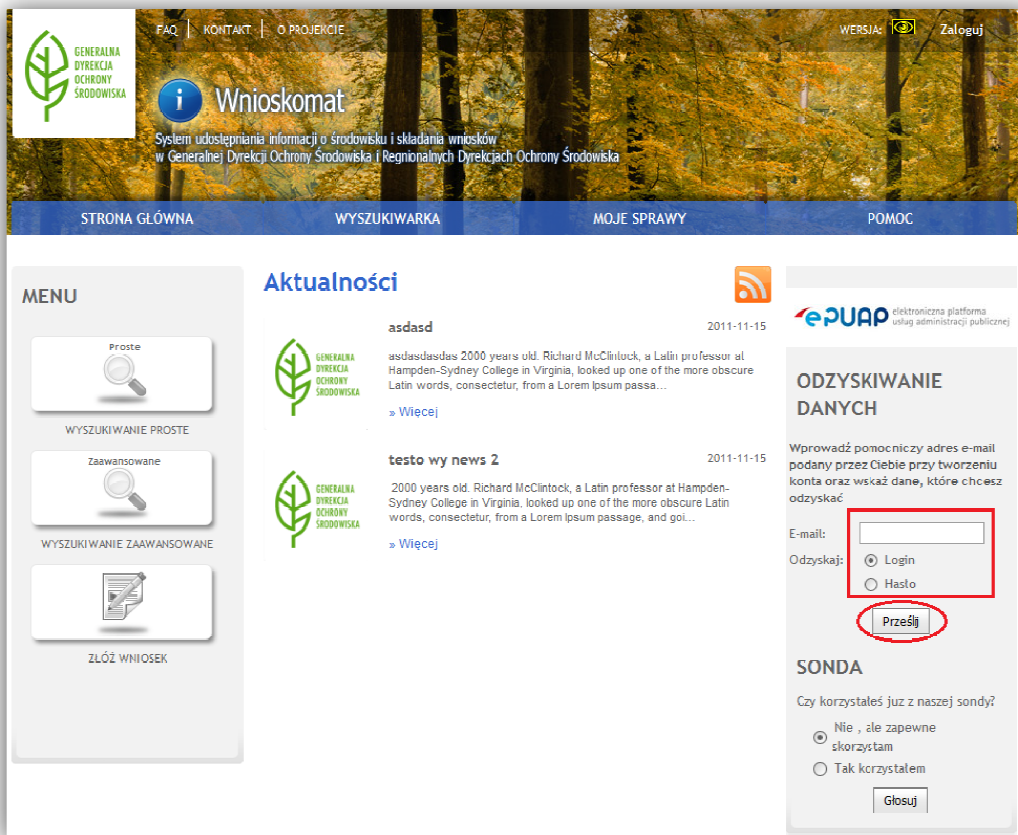 FAQ | KONTAKT | O PROJEKCIE
WERSJA:
Zaloguj
GENERALNA
DYREKCJA
OCHRONY
ŚRODOWISKA
i Wnioskomat
System udostępniania informacji o środowisku i składania wniosków
w Generalnej Dyrekcji Ochrony Środowiska i Regnionalnych Dyrekcjach Ochrony Środowiska
STRONA GŁÓWNA WYSZUKIWARKA MOJE SPRAWY POMOC
MENU
Proste
WYSZUKIWANIE PROSTE
Zaawansowane
WYSZUKIWANIE ZAAWANSOWANE
ZŁÓŻ WNIOSEK
Aktualności
asdasd 2011-11-15
GENERALNA
DYREKCJA
OCHRONY
ŚRODOWISKA
asdasdasdas 2000 years old. Richard McClintock, a Latin professor at
Hampden-Sydney College in Virginia, looked up one of the more obscure
Latin words, consectetur, from a Lorem Ipsum passa...
» Więcej
testo wy news 2 2011-11-15
GENERALNA
DYREKCJA
OCHRONY
ŚRODOWISKA
2000 years old. Richard McClintock, a Latin professor at Hampden-
Sydney College in Virginia, looked up one of the more obscure Latin
words, consectetur, from a Lorem Ipsum passage, and goi...
» Więcej
ePUAP elektroniczna platforma
usług administracji publicznej
ODZYSKIWANIE
DANYCH
Wprowadź pomocniczy adres e-mail
podany przez Ciebie przy tworzeniu
konta oraz wskaż dane, które chcesz
odzyskać
E-mail:
Odzyskaj: Login
Hasło
Prześlij
SONDA
Czy korzystałeś juz z naszej sondy?
Nie , ale zapewne
skorzystam
Tak korzystałem
Głosuj